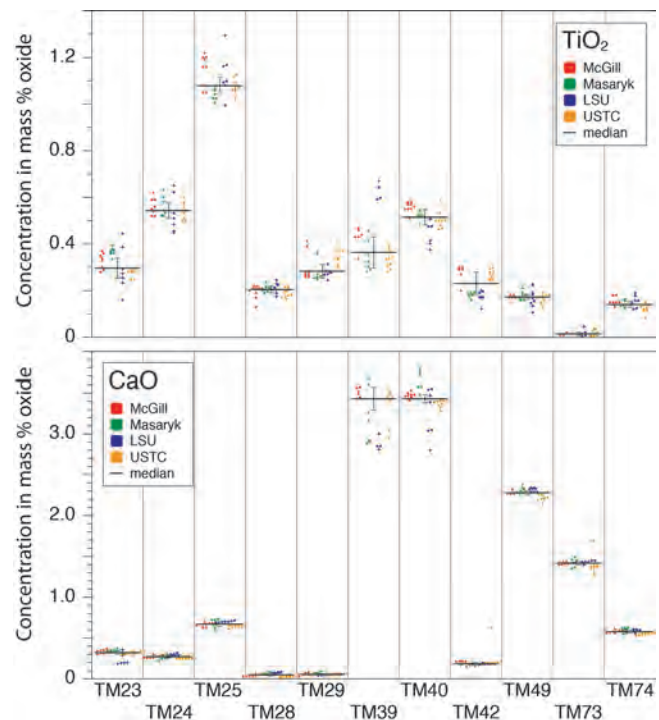 Concentration in mass % oxide
1.2
0.8
0.4
0
TiO₂
McGill
Masaryk
LSU
USTC
median
Concentration in mass % oxide
3.0
2.0
1.0
0
CaO
McGill
Masaryk
LSU
USTC
median
TM23 TM25 TM29 TM40 TM49 TM74
TM24 TM28 TM39 TM42 TM73